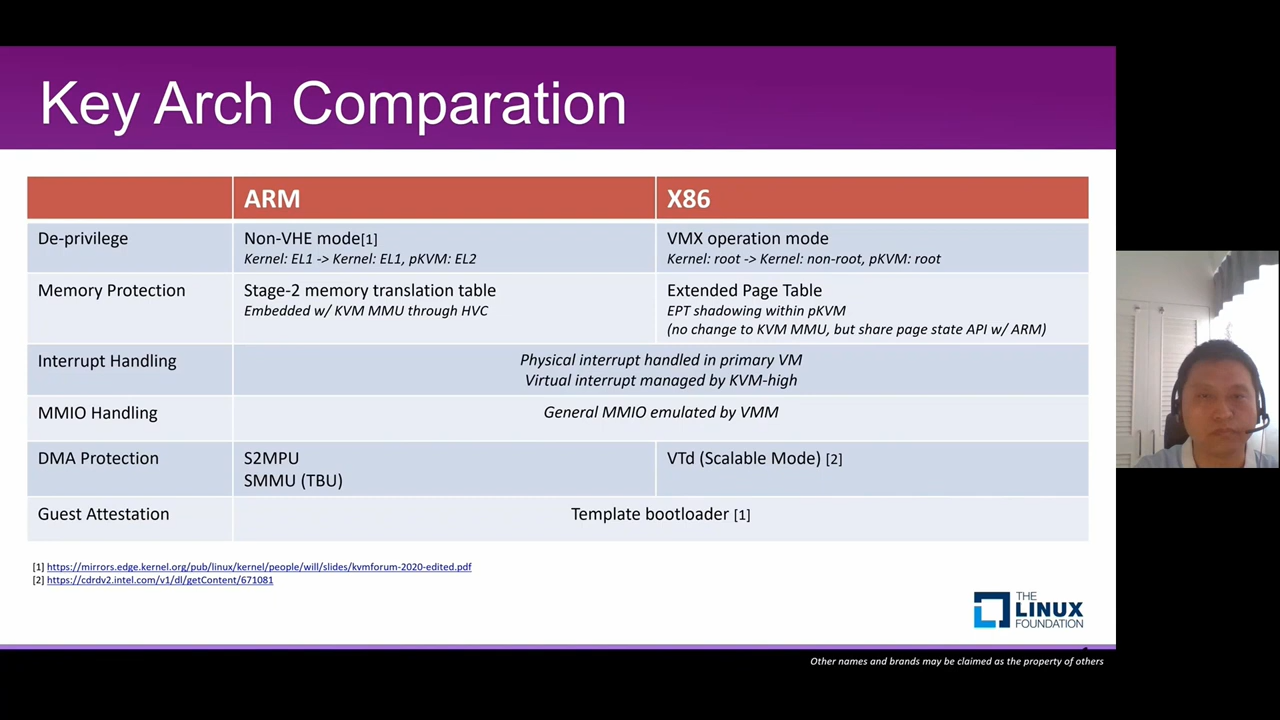 Key Arch Comparation
ARM
X86
De-privilege
Non-VHE mode[1]
Kernel: EL1 -> Kernel: EL1, pKVM: EL2
VMX operation mode
Kernel: root -> Kernel: non-root, pKVM: root
Memory Protection
Stage-2 memory translation table
Embedded w/ KVM MMU through HVC
Extended Page Table
EPT shadowing within pKVM
(no change to KVM MMU, but share page state API w/ ARM)
Interrupt Handling
Physical interrupt handled in primary VM
Virtual interrupt managed by KVM-high
MMIO Handling
General MMIO emulated by VMM
DMA Protection
S2MPU
SMMU (TBU)
VTd (Scalable Mode) [2]
Guest Attestation
Template bootloader [1]
[1] https://mirrors.edge.kernel.org/pub/linux/kernel/people/will/slides/kvmforum-2020-edited.pdf
[2] https://cdrdv2.intel.com/v1/dl/getContent/671081
THE
LINUX
FOUNDATION
Other names and brands may be claimed as the property of others